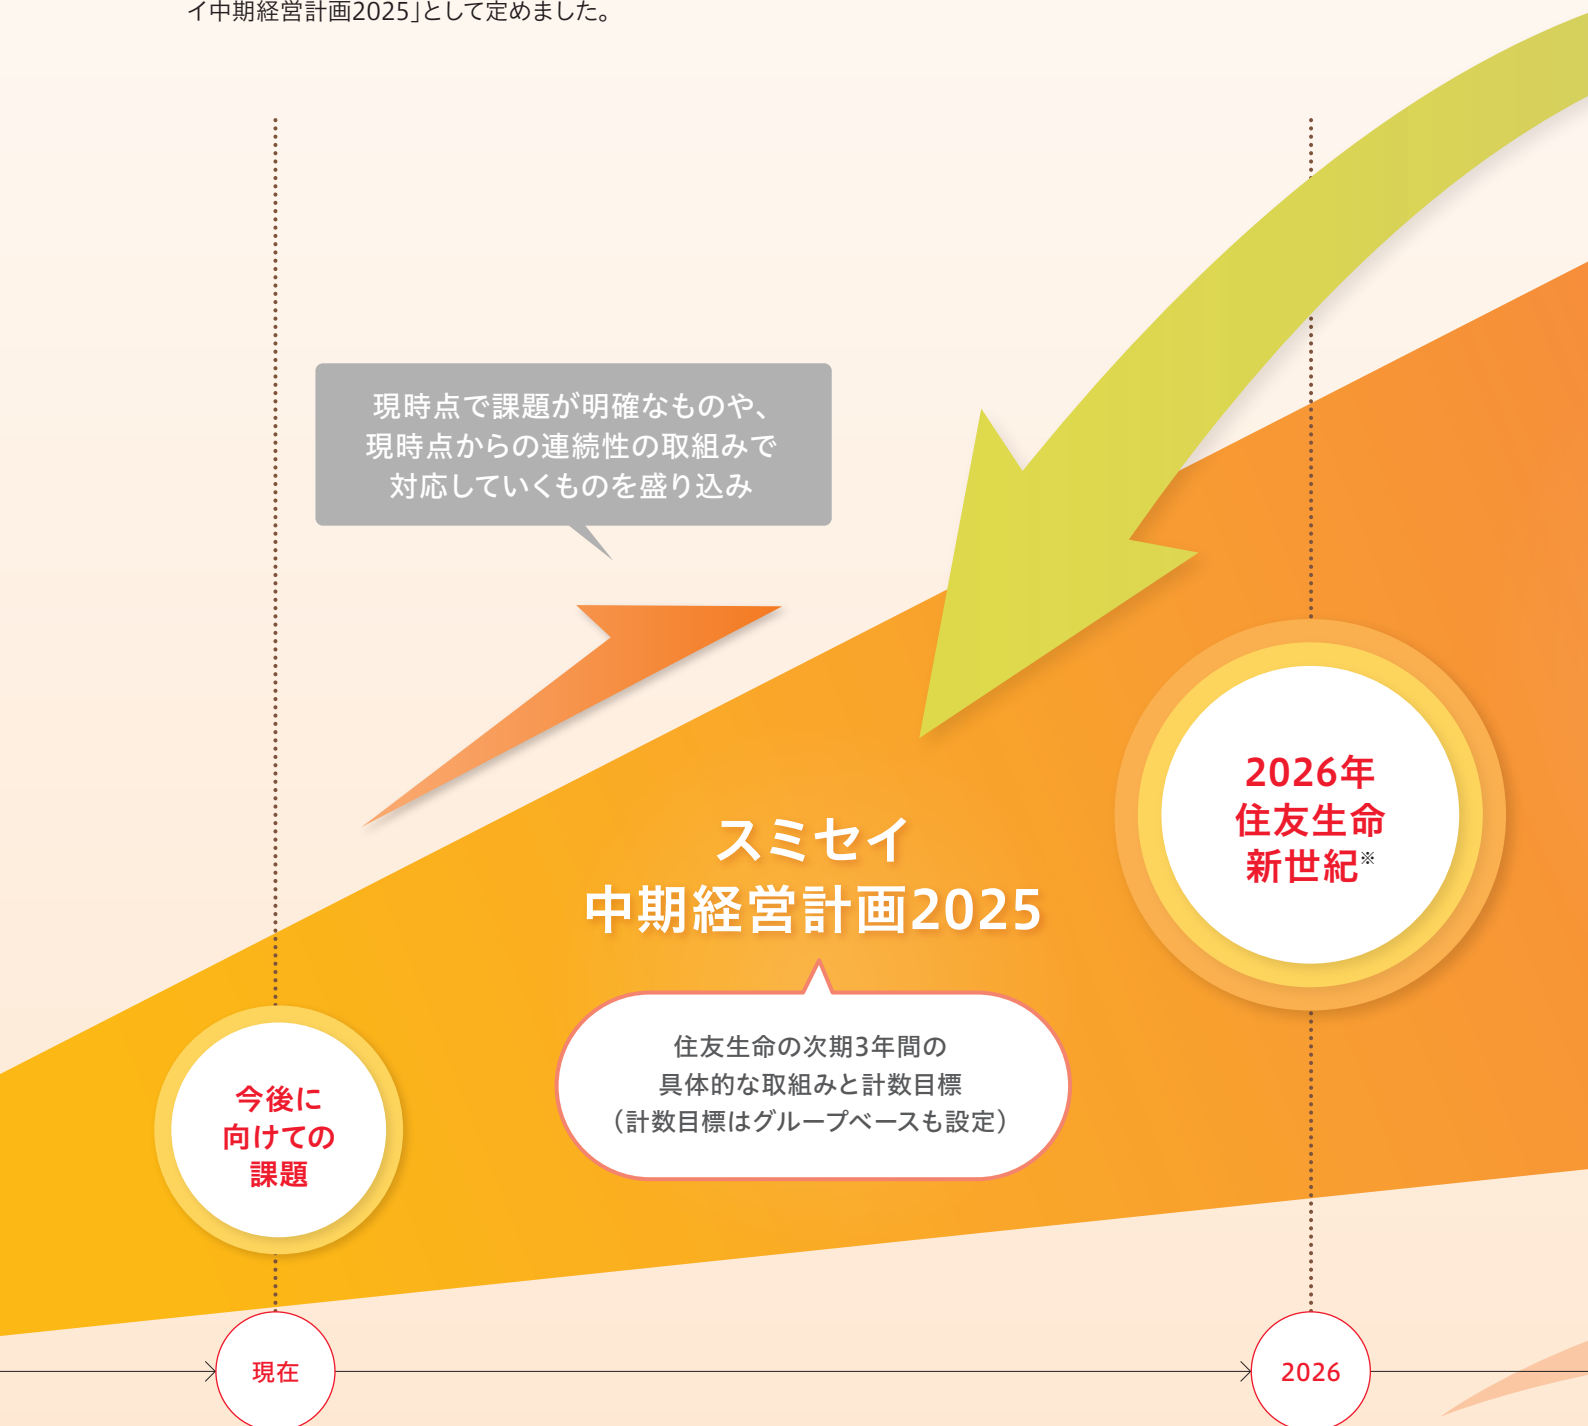 イ中期経営計画2025」として定めました。
現時点で課題が明確なものや、
現時点からの連続性の取組みで
対応していくものを盛り込み
2026年
住友生命
新世紀※
スミセイ
中期経営計画2025
住友生命の次期3年間の
具体的な取組みと計数目標
（計数目標はグループベースも設定）
今後に
向けての
課題
現在
2026